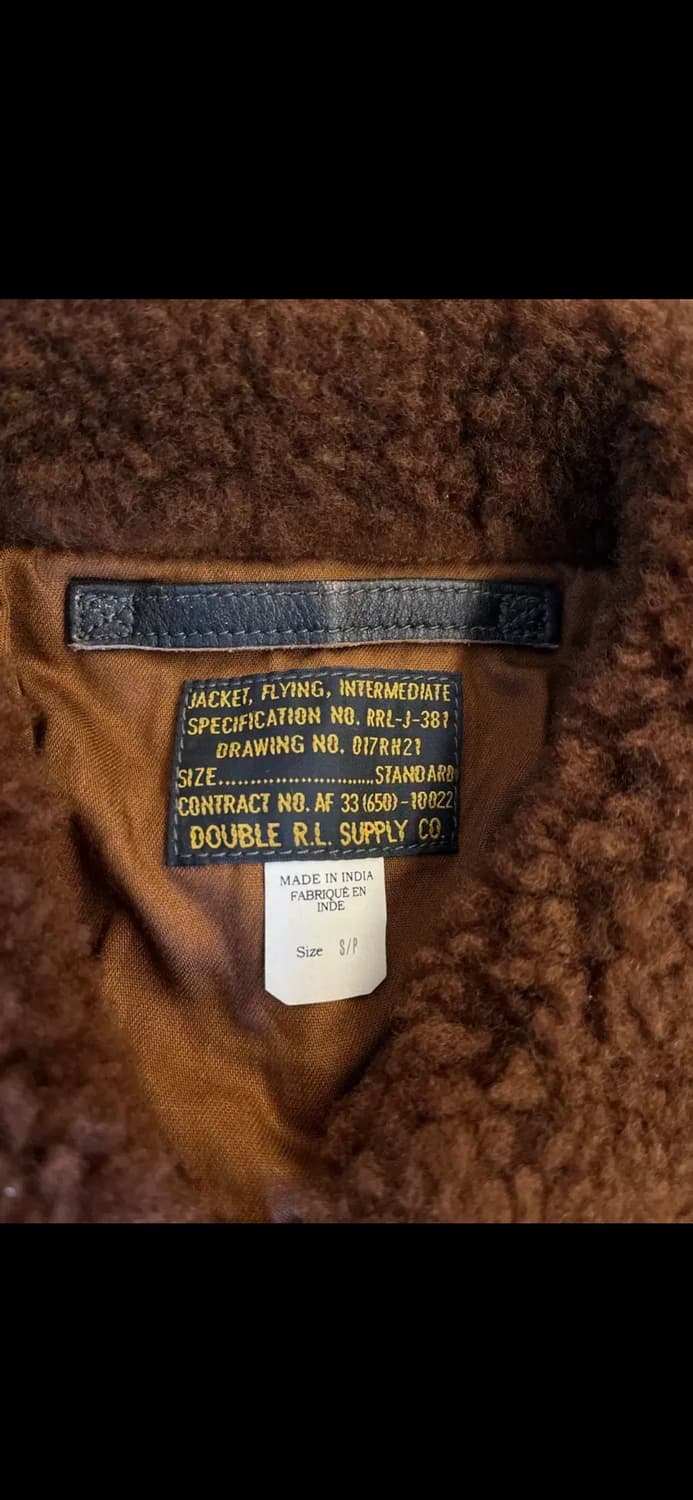 JACKET, FLYING, INTERMEDIATE
SPECIFICATION NO. RRL-J-381
DRAWING NO. 017RH21
SIZE........................STANDARD
CONTRACT NO. AF 33 (650) -10022
DOUBLE R.L. SUPPLY CO.
MADE IN INDIA
FABRIQUÉ EN
INDE
Size S/P